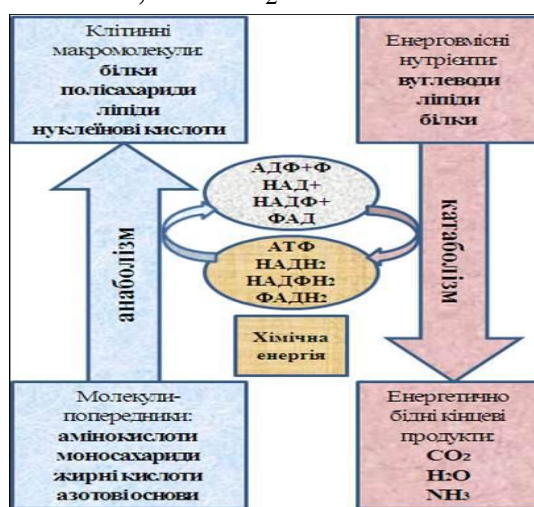 2
Клітинні
макромолекули:
білки
полісахариди
ліпіди
нуклеїнові кислоти
Енерговмісні
нутрієнти:
вуглеводи
ліпіди
білки
АДФ+Ф
НАД+
НАДФ+
ФАД
АТФ
НАДН2
НАДФН2
ФАДН2
анаболізм
катаболізм
Хімічна
енергія
Молекули-
попередники:
амінокислоти
моносахариди
жирні кислоти
азотові основи
Енергетично
бідні кінцеві
продукти:
CO2
H2O
NH3